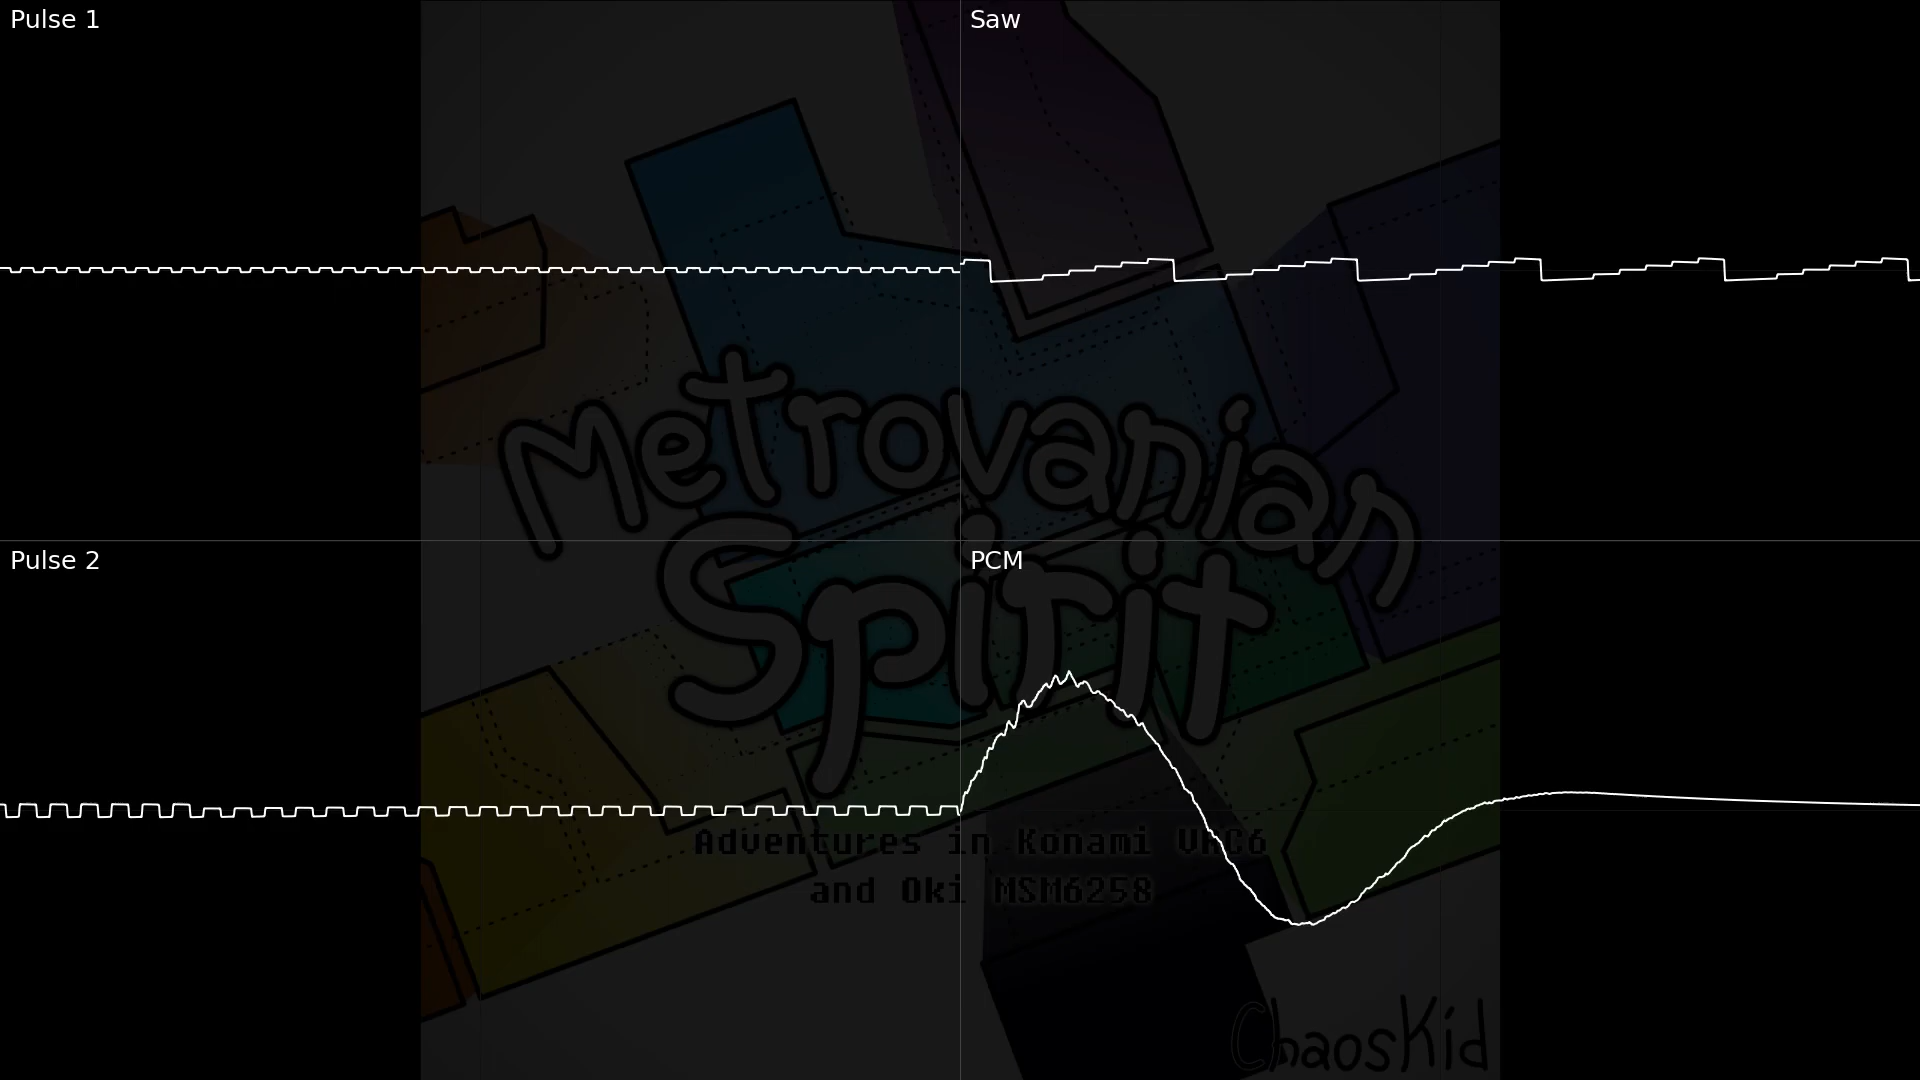 Pulse 1
Saw
Metrovanian
Spirit
Pulse 2
PCM
Adventures in Konami VRC6
and Oki MSM6258
ChaosKid